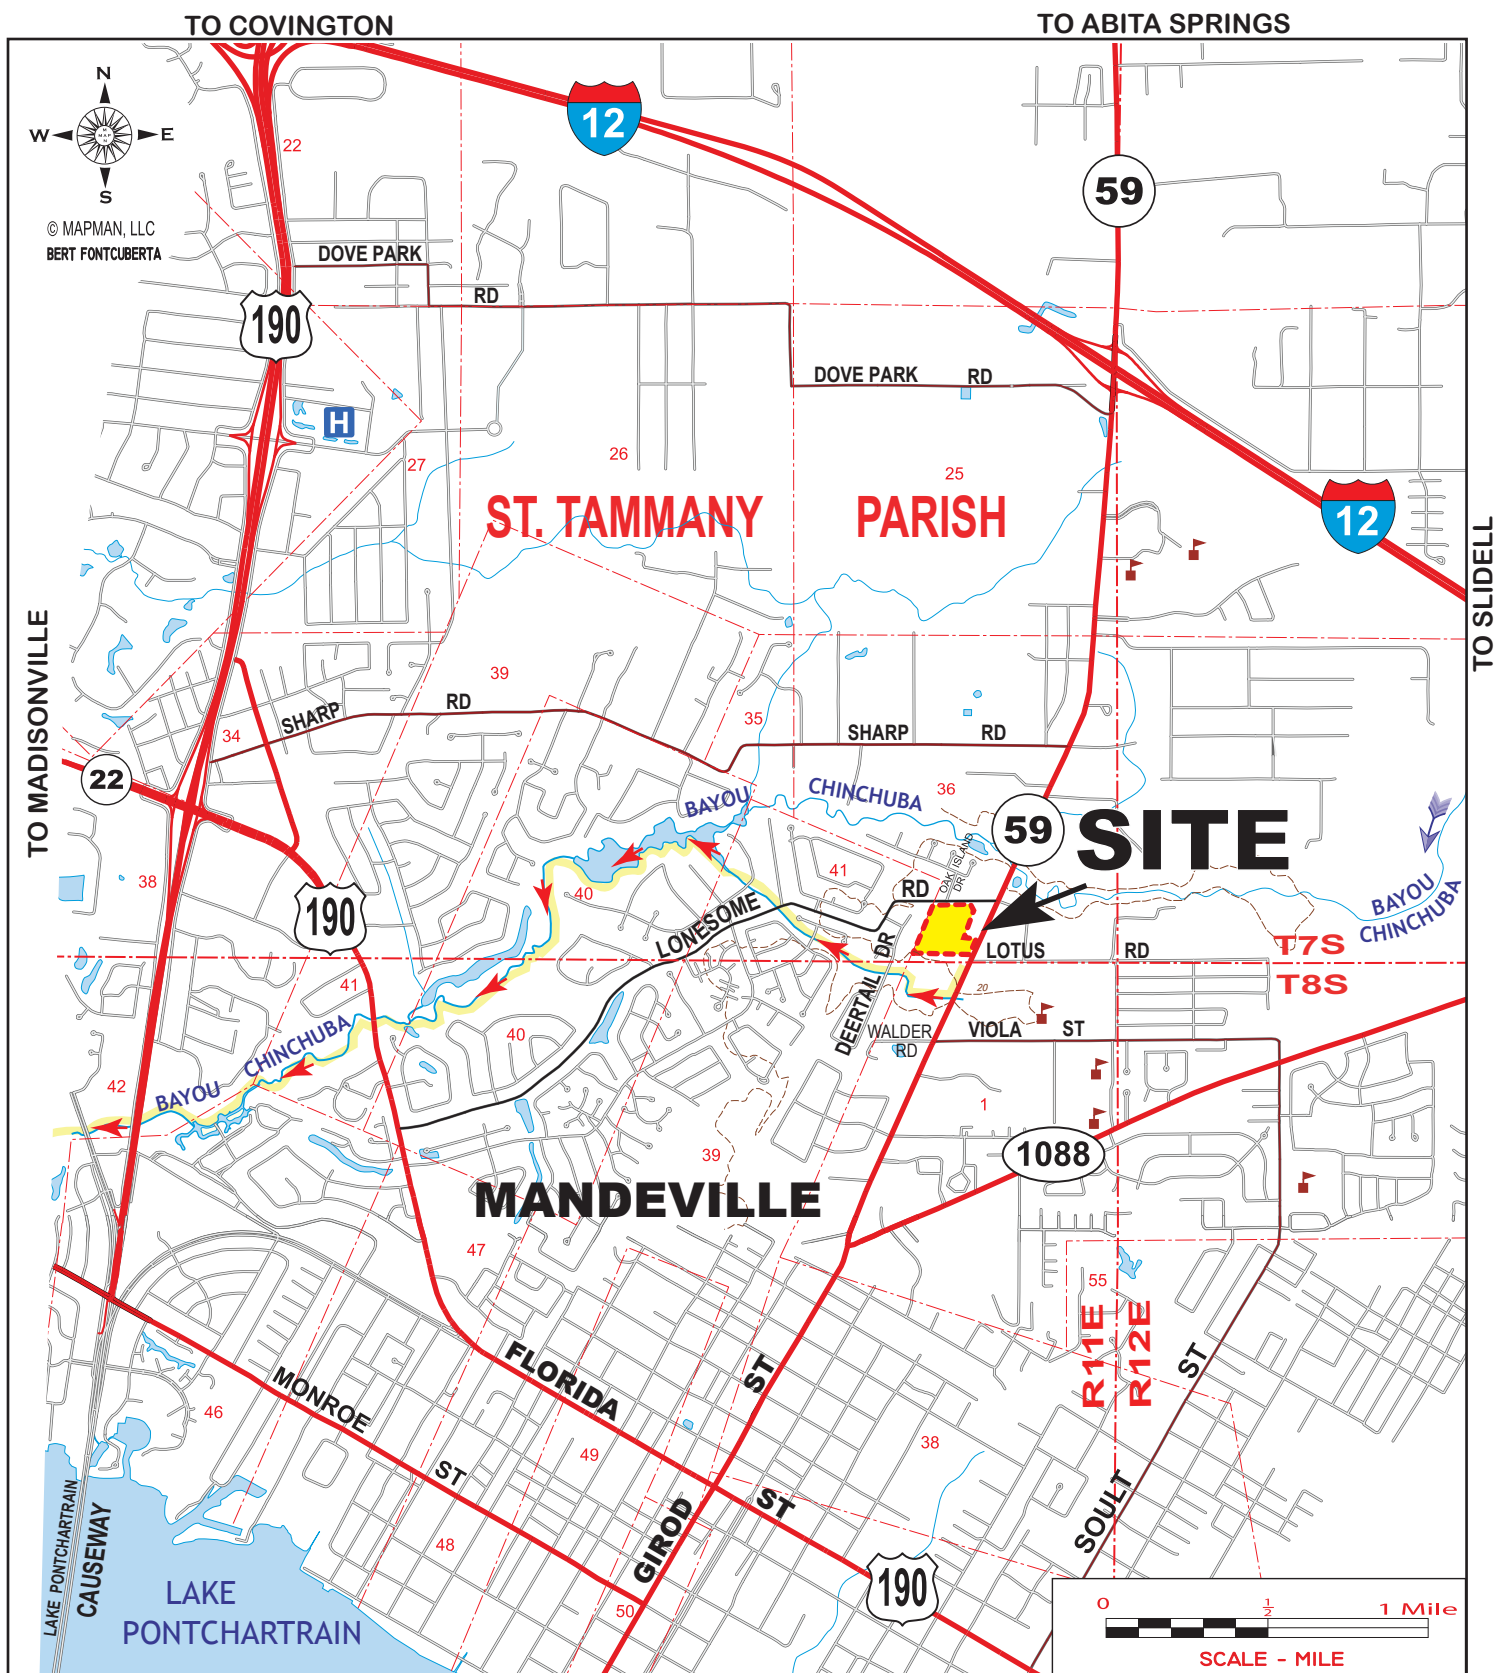 TO COVINGTON
TO ABITA SPRINGS
N
W
E
S
MAP
© MAPMAN, LLC
BERT FONTCUBERTA
22
12
59
DOVE PARK
RD
190
DOVE PARK
RD
H
27
26
25
ST. TAMMANY
PARISH
12
TO SLIDELL
TO MADISONVILLE
39
SHARP
RD
34
35
SHARP
RD
22
BAYOU
CHINCHUBA
36
59
SITE
38
40
41
OAK ISLAND
DR
RD
190
LONESOME
BAYOU
CHINCHUBA
DEERTAIL DR
LOTUS
RD
T7S
T8S
41
20
CHINCHUBA
40
WALDER
RD
VIOLA
ST
42
BAYOU
1
1088
39
MANDEVILLE
47
55
R11E
R12E
FLORIDA
ST
ST
MONROE
46
ST
49
38
ST
SOULT
GIROD
48
190
LAKE PONTCHARTRAIN
CAUSEWAY
LAKE
PONTCHARTRAIN
50
0
1/2
1 Mile
SCALE - MILE